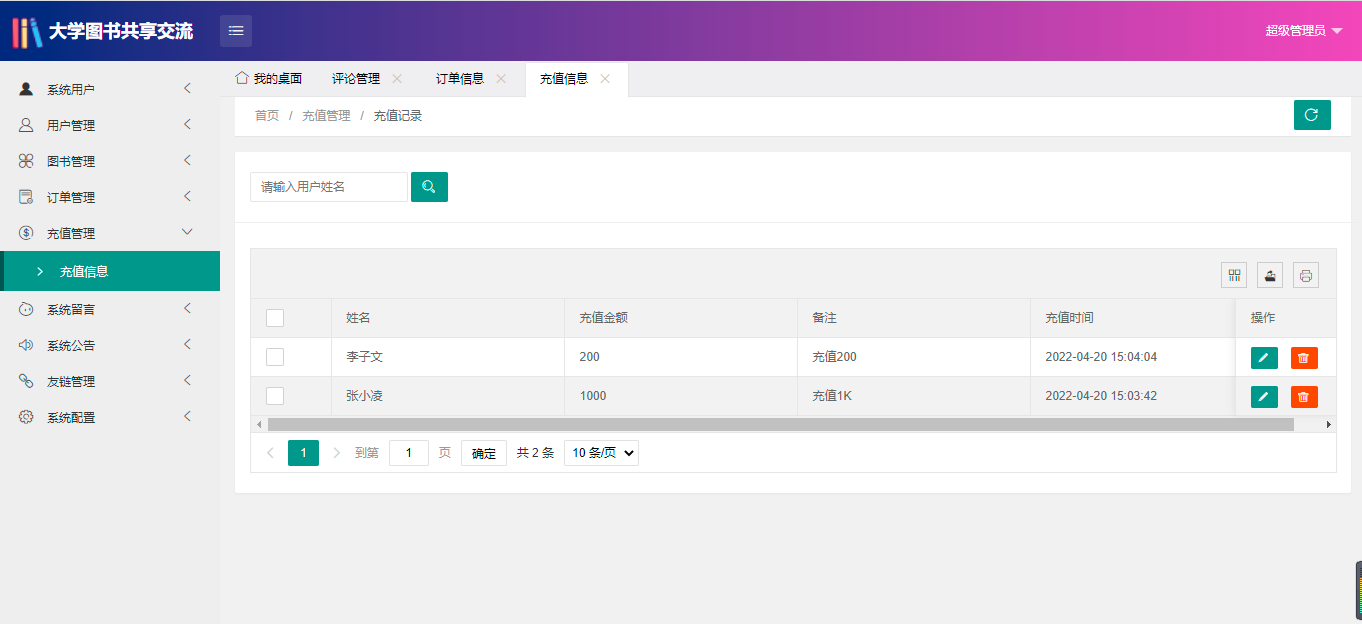 大学图书共享交流
超级管理员
系统用户
用户管理
图书管理
订单管理
充值管理
充值信息
系统留言
系统公告
友链管理
系统配置
我的桌面 评论管理 订单信息 充值信息
首页 / 充值管理 / 充值记录
请输入用户姓名
姓名 充值金额 备注 充值时间 操作
李子文 200 充值200 2022-04-20 15:04:04
张小凌 1000 充值1K 2022-04-20 15:03:42
1 到第 1 页 确定 共 2 条 10 条/页